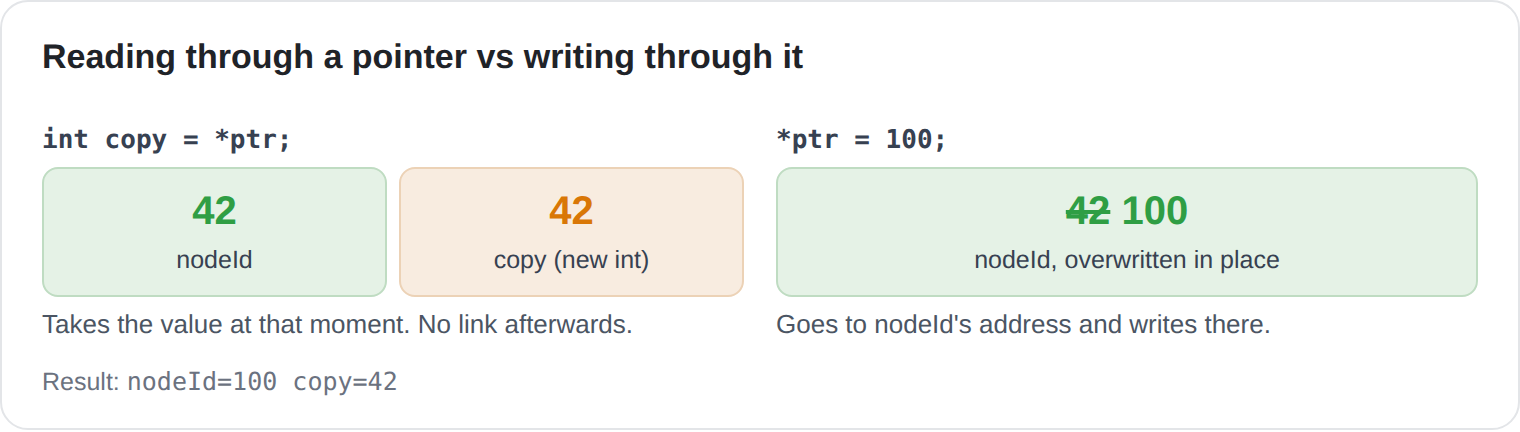 Reading through a pointer vs writing through it
int copy = *ptr;
42
nodeId
42
copy (new int)
Takes the value at that moment. No link afterwards.
*ptr = 100;
42 100
nodeId, overwritten in place
Goes to nodeId's address and writes there.
Result: nodeId=100 copy=42